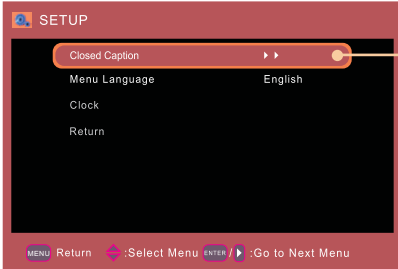 SETUP
Closed Caption
Menu Language English
Clock
Return
MENU Return :Select Menu ENTER / :Go to Next Menu